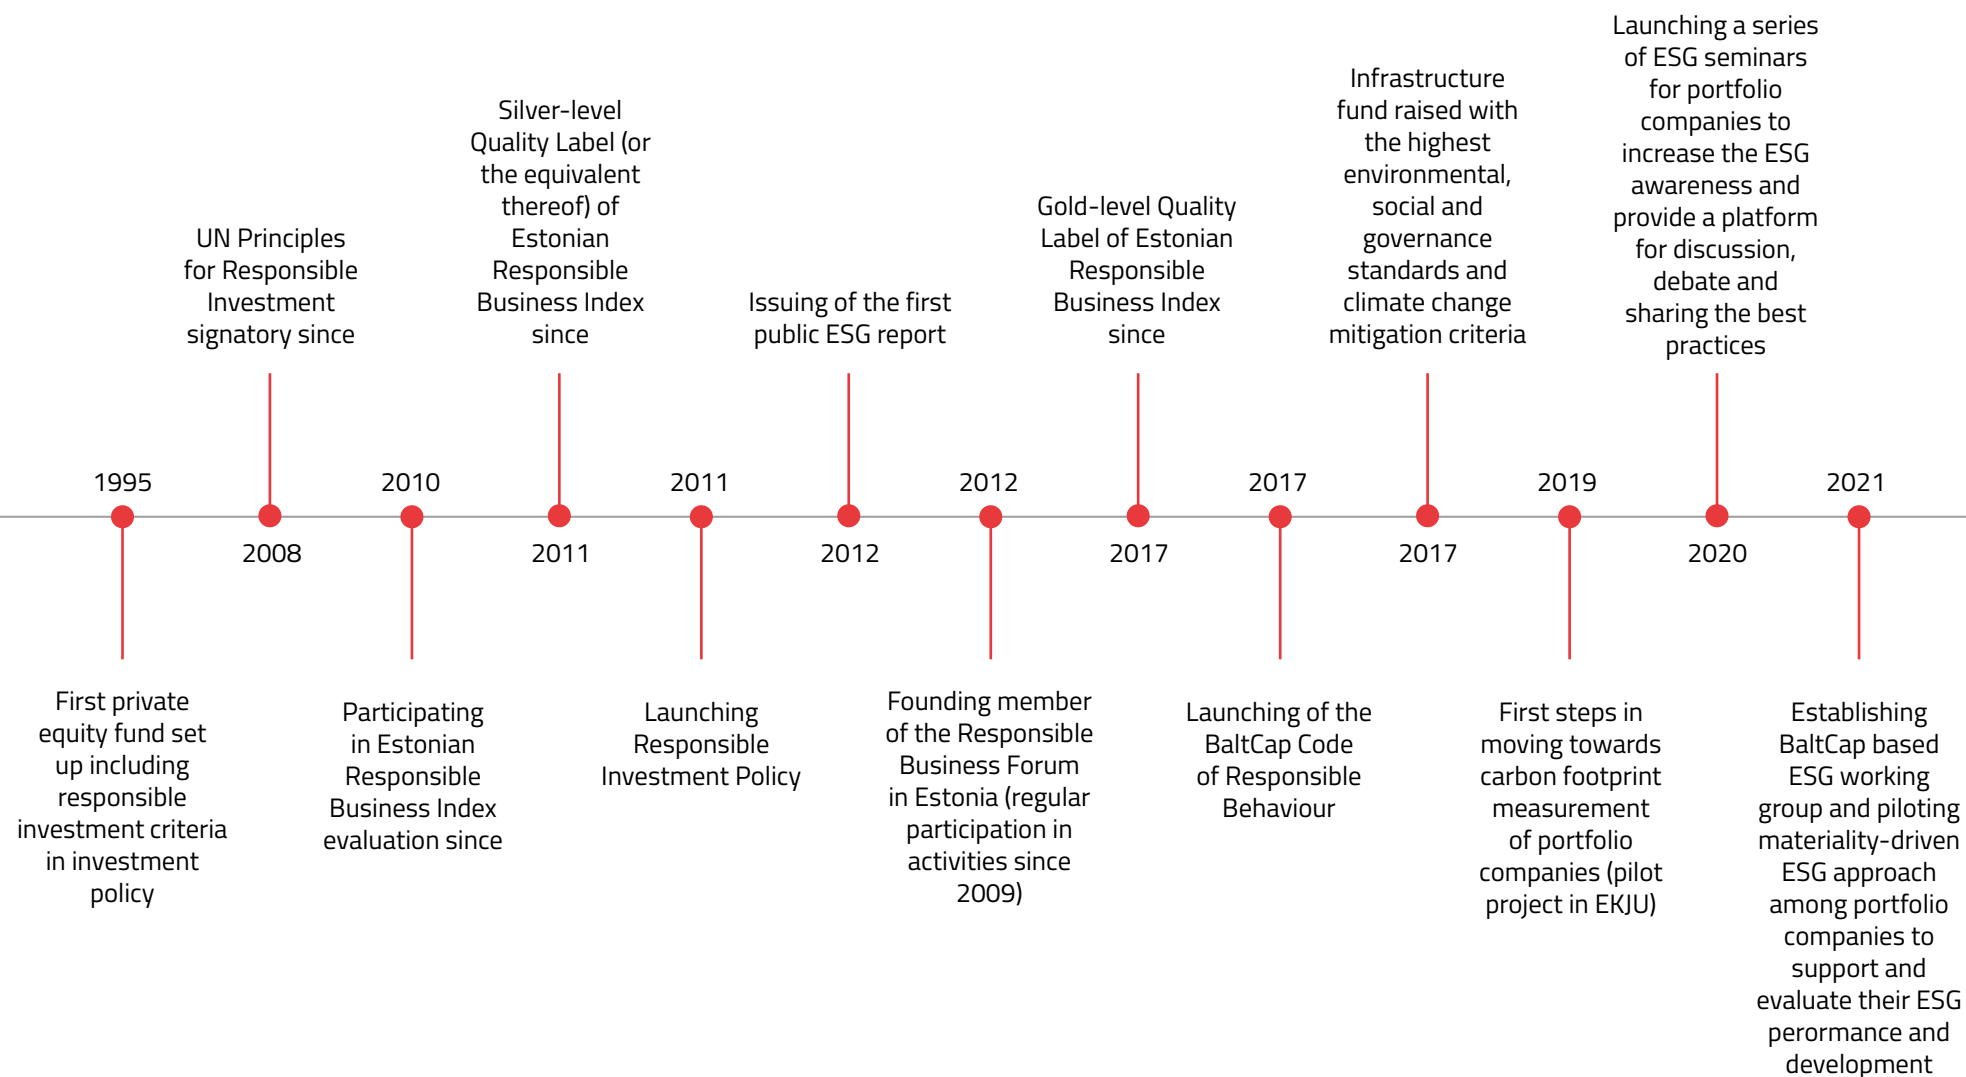 1995
First private
equity fund set
up including
responsible
investment criteria
in investment
policy
UN Principles
for Responsible
Investment
signatory since
2008
2010
Participating
in Estonian
Responsible
Business Index
evaluation since
Silver-level
Quality Label (or
the equivalent
thereof) of
Estonian
Responsible
Business Index
since
2011
2011
Launching
Responsible
Investment Policy
Issuing of the first
public ESG report
2012
2012
Founding member
of the Responsible
Business Forum
in Estonia (regular
participation in
activities since
2009)
Gold-level Quality
Label of Estonian
Responsible
Business Index
since
2017
2017
Launching of the
BaltCap Code
of Responsible
Behaviour
Infrastructure
fund raised with
the highest
environmental,
social and
governance
standards and
climate change
mitigation criteria
2017
2019
First steps in
moving towards
carbon footprint
measurement
of portfolio
companies (pilot
project in EKJU)
Launching a series
of ESG seminars
for portfolio
companies to
increase the ESG
awareness and
provide a platform
for discussion,
debate and
sharing the best
practices
2020
2021
Establishing
BaltCap based
ESG working
group and piloting
materiality-driven
ESG approach
among portfolio
companies to
support and
evaluate their ESG
perormance and
development